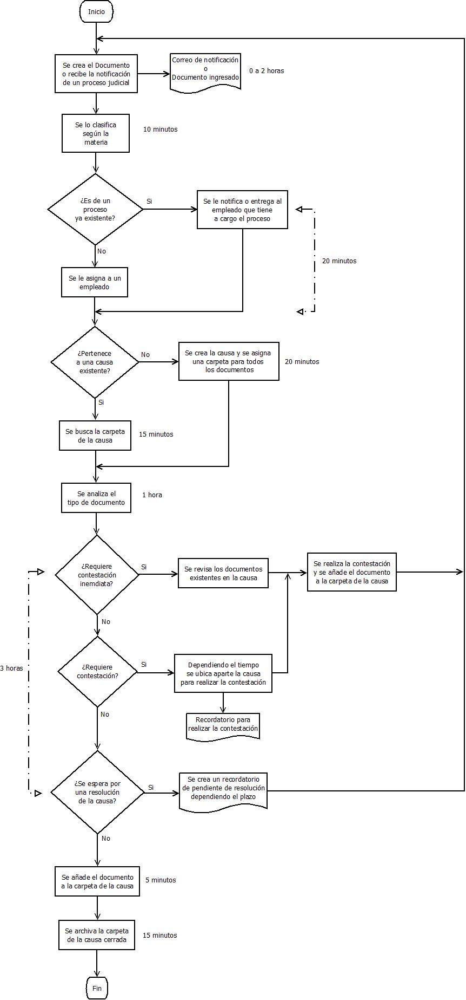 Inicio
Se crea el Documento
o recibe la notificación
de un proceso judicial
Correo de notificación
o
Documento ingresado
0 a 2 horas
Se lo clasifica
según la
materia
10 minutos
¿Es de un
proceso
ya existente?
Si
Se le notifica o entrega al
empleado que tiene
a cargo el proceso
No
20 minutos
Se le asigna a un
empleado
¿Pertenece
a una causa
existente?
No
Se crea la causa y se asigna
una carpeta para todos
los documentos
20 minutos
Si
Se busca la carpeta
de la causa
15 minutos
Se analiza el
tipo de documento
1 hora
¿Requiere
contestación
inemdiata?
Si
Se revisa los documentos
existentes en la causa
Se realiza la contestación
y se añade el documento
a la carpeta de la causa
No
3 horas
¿Requiere
contestación?
Si
Dependiendo el tiempo
se ubica aparte la causa
para realizar la contestación
No
Recordatorio para
realizar la contestación
¿Se espera por
una resolución
de la causa?
Si
Se crea un recordatorio
de pendiente de resolución
dependiendo el plazo
No
Se añade el documento
a la carpeta de la causa
5 minutos
Se archiva la carpeta
de la causa cerrada
15 minutos
Fin